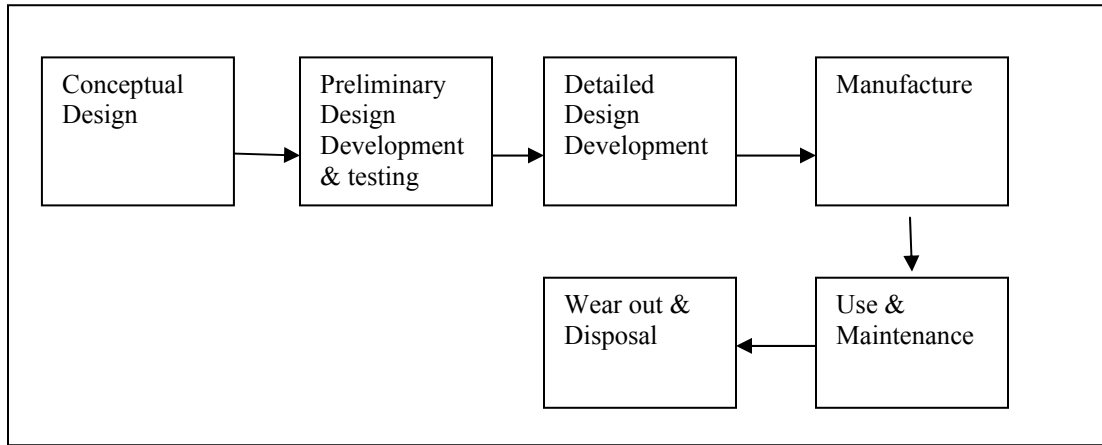 Conceptual
Design
Preliminary
Design
Development
& testing
Detailed
Design
Development
Manufacture
Use &
Maintenance
Wear out &
Disposal